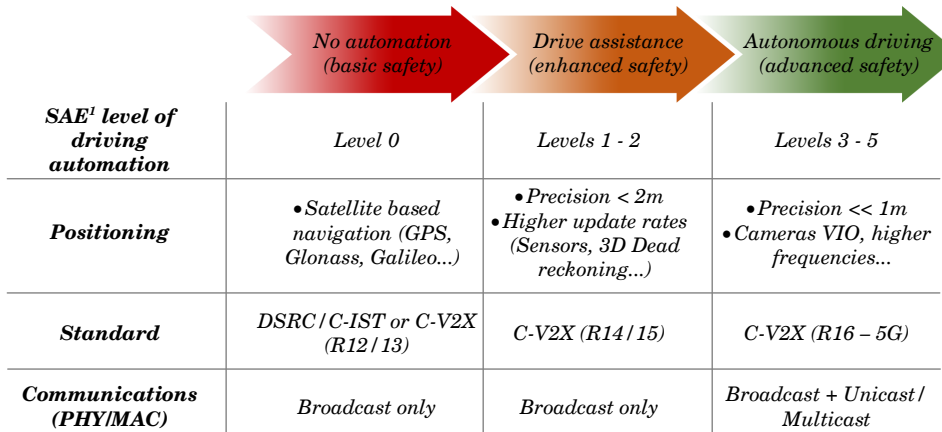 No automation
(basic safety)
Drive assistance
(enhanced safety)
Autonomous driving
(advanced safety)
SAE¹ level of
driving
automation
Level 0
Levels 1 - 2
Levels 3 - 5
Positioning
•Satellite based
navigation (GPS,
Glonass, Galileo...)
•Precision < 2m
•Higher update rates
(Sensors, 3D Dead
reckoning...)
•Precision << 1m
•Cameras VIO, higher
frequencies...
Standard
DSRC/C-IST or C-V2X
(R12/13)
C-V2X (R14/15)
C-V2X (R16 – 5G)
Communications
(PHY/MAC)
Broadcast only
Broadcast only
Broadcast + Unicast/
Multicast